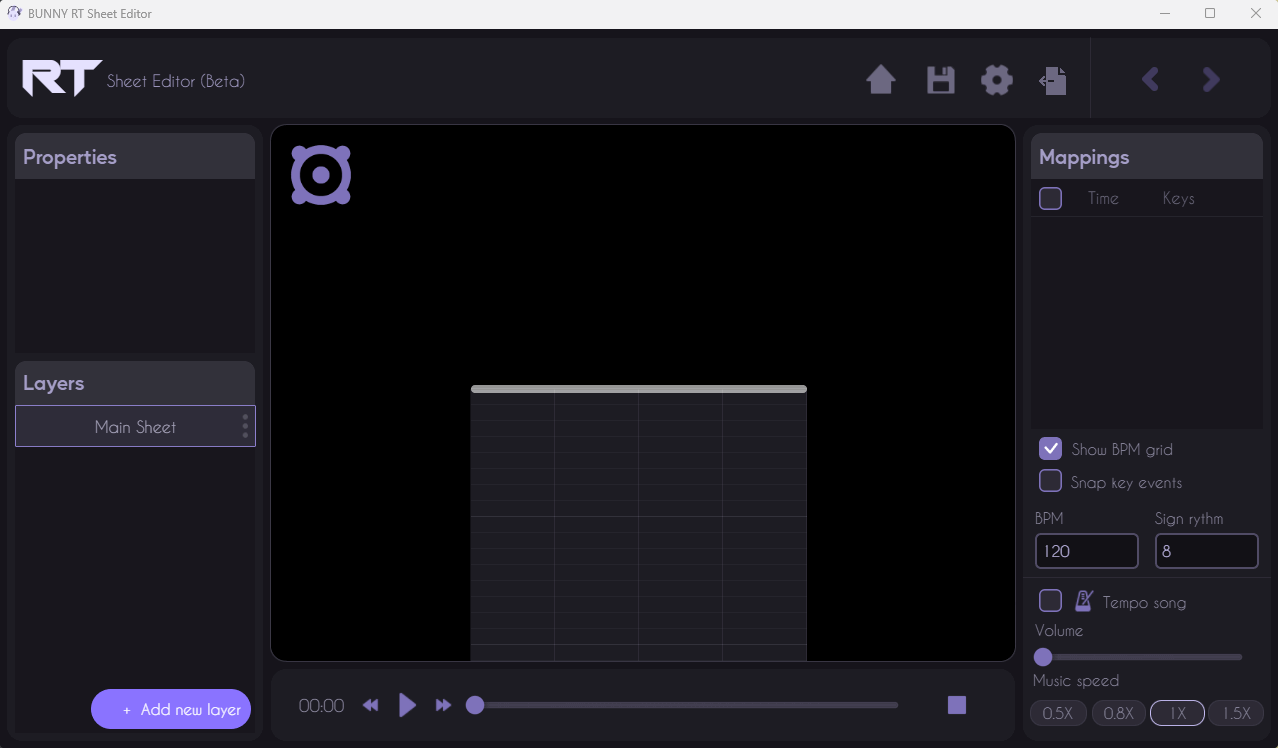 BUNNY RT Sheet Editor
RT Sheet Editor (Beta)
Properties
Layers
Main Sheet
+ Add new layer
00:00
Mappings
Time Keys
Show BPM grid
Snap key events
BPM Sign rythm
120 8
Tempo song
Volume
Music speed
0.5X 0.8X 1X 1.5X